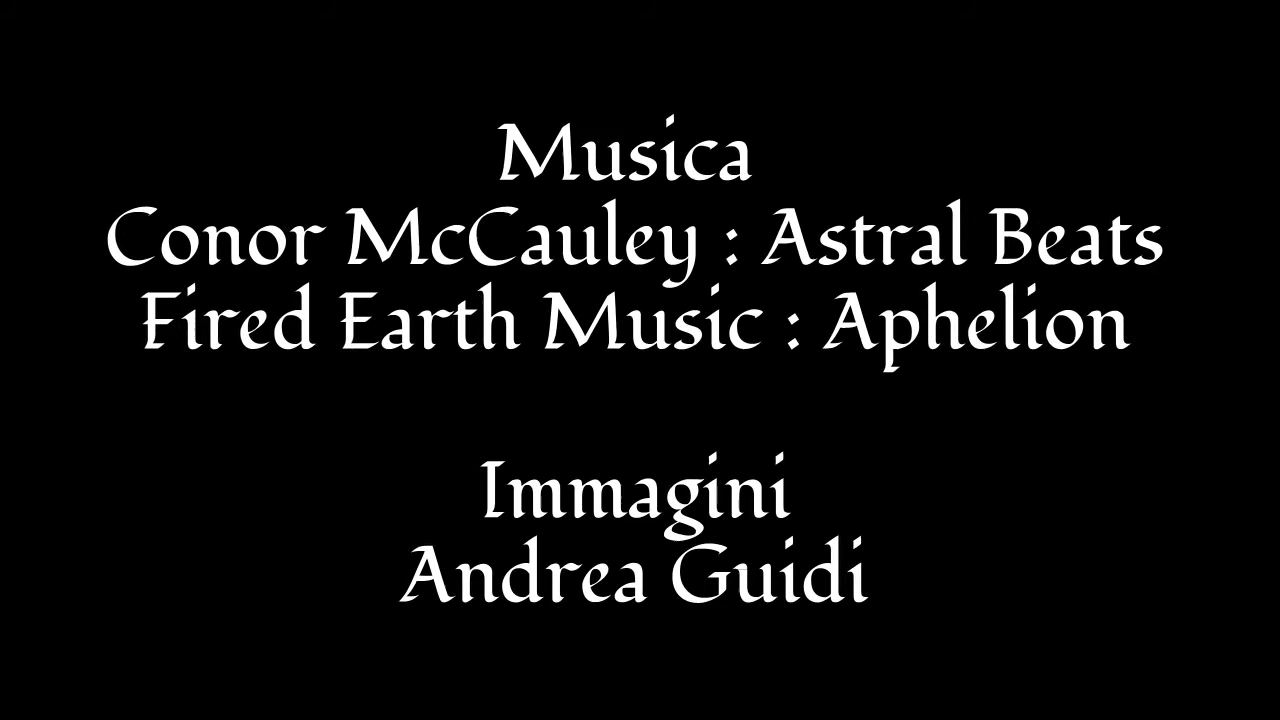 Musica
Conor McCauley : Astral Beats
Fired Earth Music : Aphelion
Immagini
Andrea Guidi